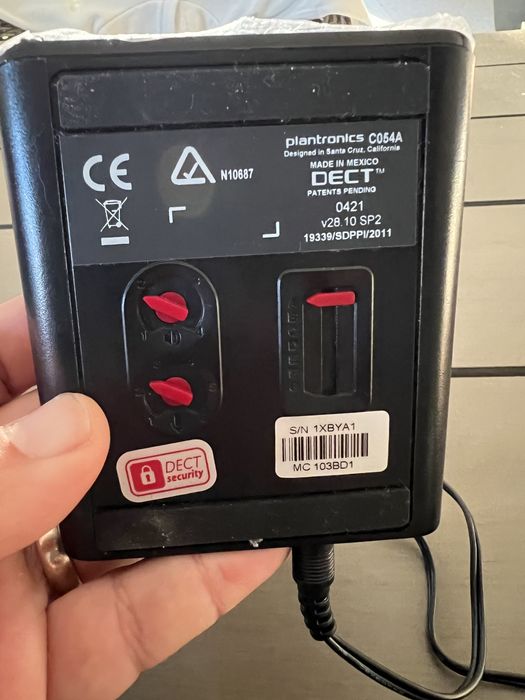 plantronics C054A
Designed in Santa Cruz, California
MADE IN MEXICO
DECT™
PATENTS PENDING
0421
v28.10 SP2
19339/SDPPI/2011
CE
N10687
S/N 1XBYA1
MC 103BD1
DECT
security